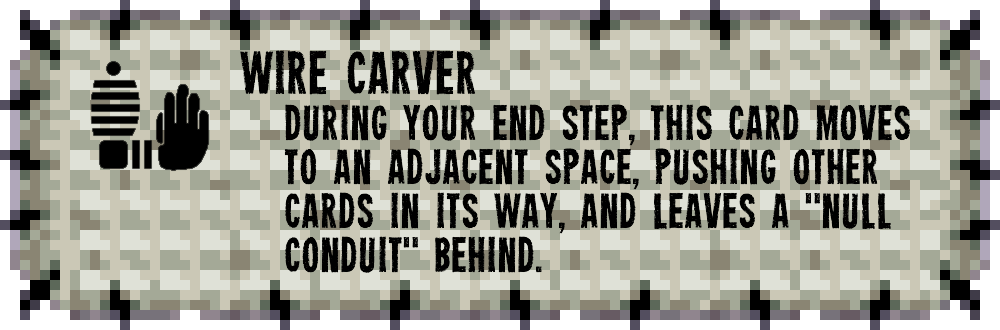 WIRE CARVER
DURING YOUR END STEP, THIS CARD MOVES
TO AN ADJACENT SPACE, PUSHING OTHER
CARDS IN ITS WAY, AND LEAVES A "NULL
CONDUIT" BEHIND.